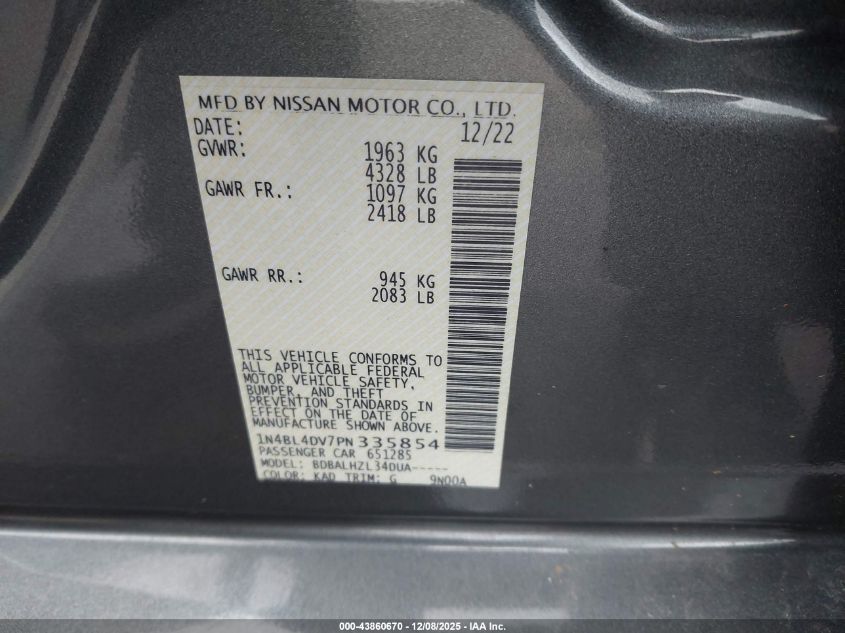 MFD BY NISSAN MOTOR CO., LTD.
DATE: 12/22
GVWR: 1963 KG
4328 LB
GAWR FR.: 1097 KG
2418 LB
GAWR RR.: 945 KG
2083 LB
THIS VEHICLE CONFORMS TO
ALL APPLICABLE FEDERAL
MOTOR VEHICLE SAFETY,
BUMPER, AND THEFT
PREVENTION STANDARDS IN
EFFECT ON THE DATE OF
MANUFACTURE SHOWN ABOVE.
1N4BL4DV7PN335854
PASSENGER CAR 651285
MODEL: BDBALHZL34DUA-----
COLOR: KAD TRIM: G 9N00A
000-43860670 - 12/08/2025 - IAA Inc.